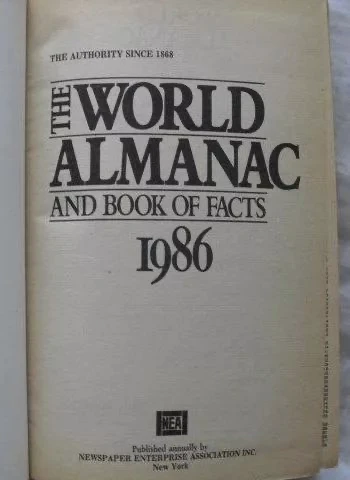 THE AUTHORITY SINCE 1868
THE WORLD
ALMANAC
AND BOOK OF FACTS
1986
NEA
Published annually by
NEWSPAPER ENTERPRISE ASSOCIATION INC.
New York